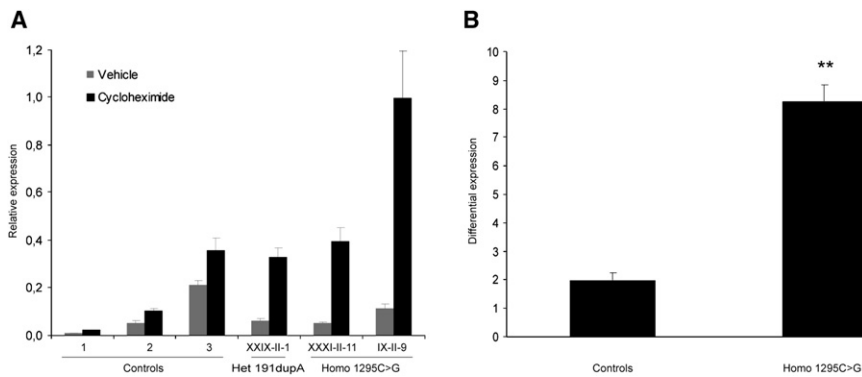 A
Relative expression
1,2
1,0
0,8
0,6
0,4
0,2
0,0
Vehicle
Cycloheximide
1 2 3 XXIX-II-1 XXXI-II-11 IX-II-9
Controls Het 191dupA Homo 1295C>G
B
Differential expression
10
9
8
7
6
5
4
3
2
1
0
**
Controls Homo 1295C>G